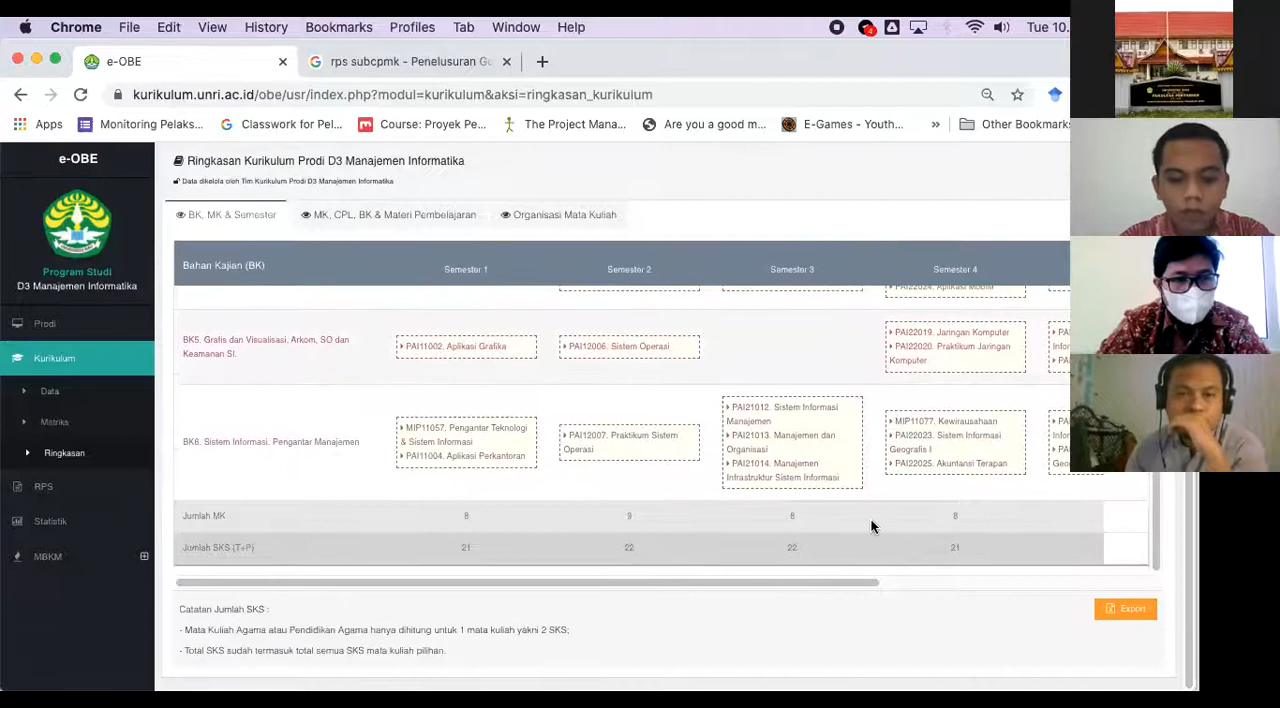 Chrome File Edit View History Bookmarks Profiles Tab Window Help 4 Tue 10.
e-OBE
rps subcpmk - Penelusuran Go
kurikulum.unri.ac.id/obe/usr/index.php?modul=kurikulum&aksi=ringkasan_kurikulum
Apps Monitoring Pelaks... Classwork for Pel... Course: Proyek Po... The Project Mana... Are you a good m... E-Games - Youth... » Other Bookmarks
e-OBE
Program Studi
D3 Manajemen Informatika
Prodi
Kurikulum
Data
Matriks
Ringkasan
RPS
Statistik
MBKM
Ringkasan Kurikulum Prodi D3 Manajemen Informatika
Data dikelola oleh Tim Kurikulum Prodi D3 Manajemen Informatika
BK, MK & Semester MK, CPL, BK & Materi Pembelajaran Organisasi Mata Kuliah
Bahan Kajian (BK) Semester 1 Semester 2 Semester 3 Semester 4
PAI22024. Aplikasi Mobil
BK5. Grafis dan Visualisasi, Arkom, SO dan
Keamanan SI.
PAI11002. Aplikasi Grafika
PAI12006. Sistem Operasi
PAI22019. Jaringan Komputer
PAI22020. Praktikum Jaringan
Komputer
BK6. Sistem Informasi. Pengantar Manajemen
MIP11057. Pengantar Teknologi
& Sistem Informasi
PAI11004. Aplikasi Perkantoran
PAI12007. Praktikum Sistem
Operasi
PAI21012. Sistem Informasi
Manajemen
PAI21013. Manajemen dan
Organisasi
PAI21014. Manajemen
Infrastruktur Sistem Informasi
MIP11077. Kewirausahaan
PAI22023. Sistem Informasi
Geografis I
PAI22025. Akuntansi Terapan
Jumlah MK 8 9 8 8
Jumlah SKS (T+P) 21 22 22 21
Catatan Jumlah SKS :
- Mata Kuliah Agama atau Pendidikan Agama hanya dihitung untuk 1 mata kuliah yakni 2 SKS;
- Total SKS sudah termasuk total semua SKS mata kuliah pilihan.
Export